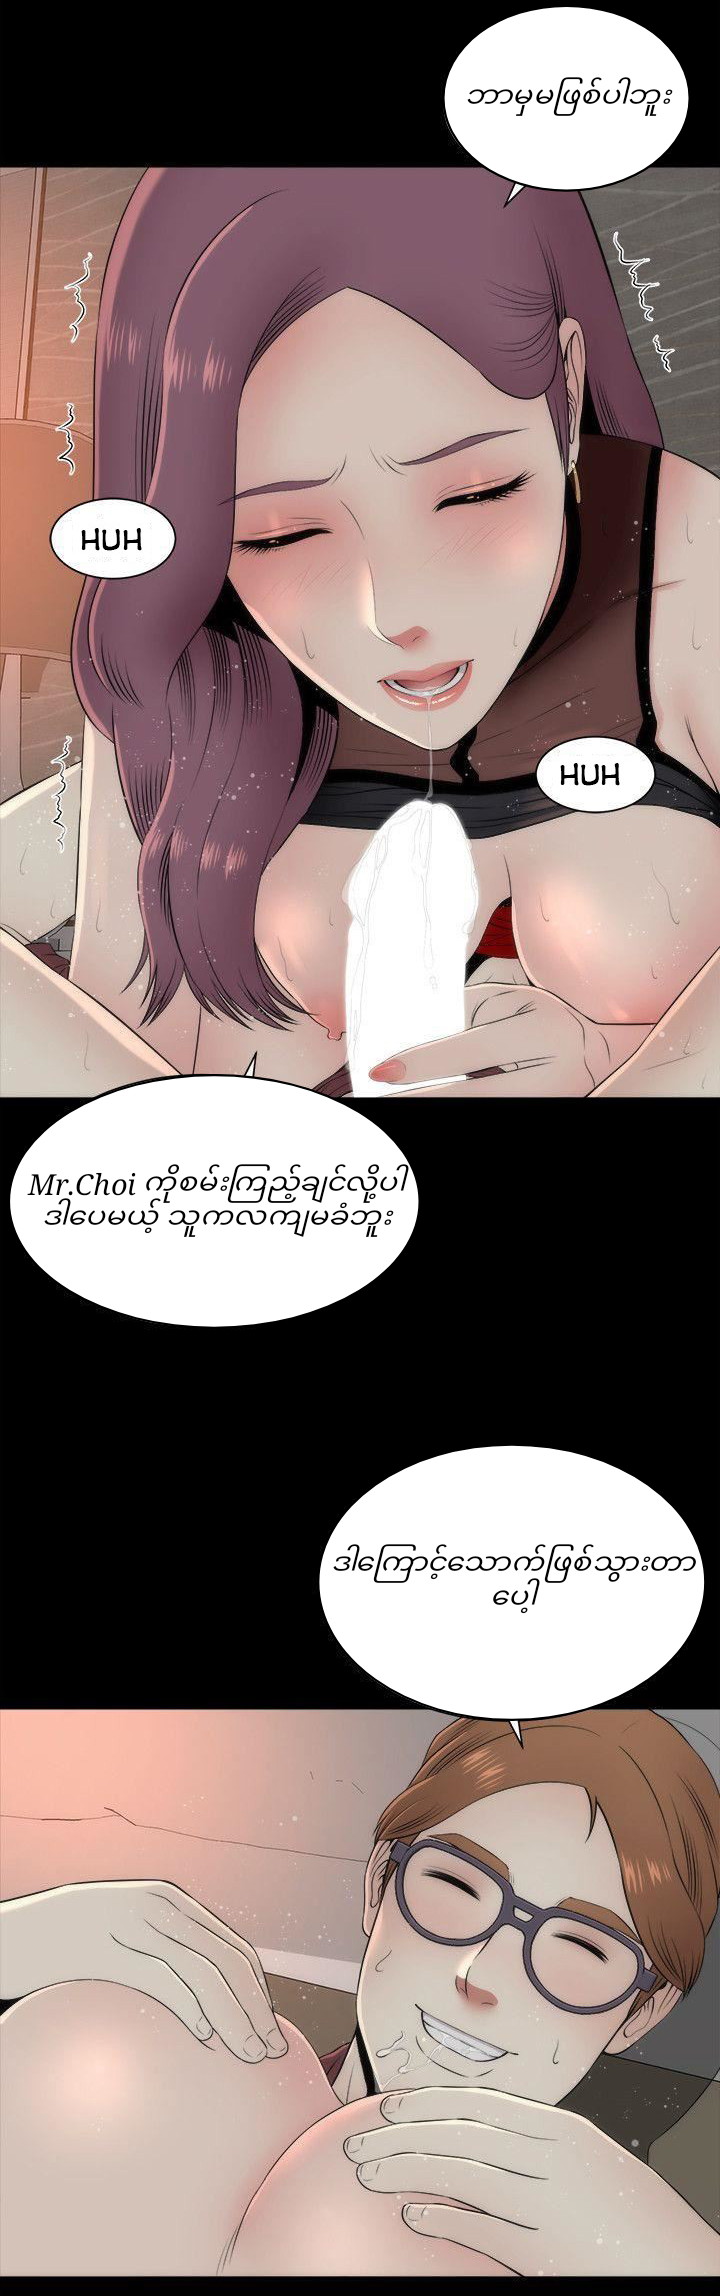 ဘာမှမဖြစ်ပါဘူး
HUH
HUH
Mr.Choi ကိုစမ်းကြည့်ချင်လို့ပါ
ဒါပေမယ့် သူကလကျမခံဘူး
ဒါကြောင့်သောက်ဖြစ်သွားတာ
ပေ့ါ